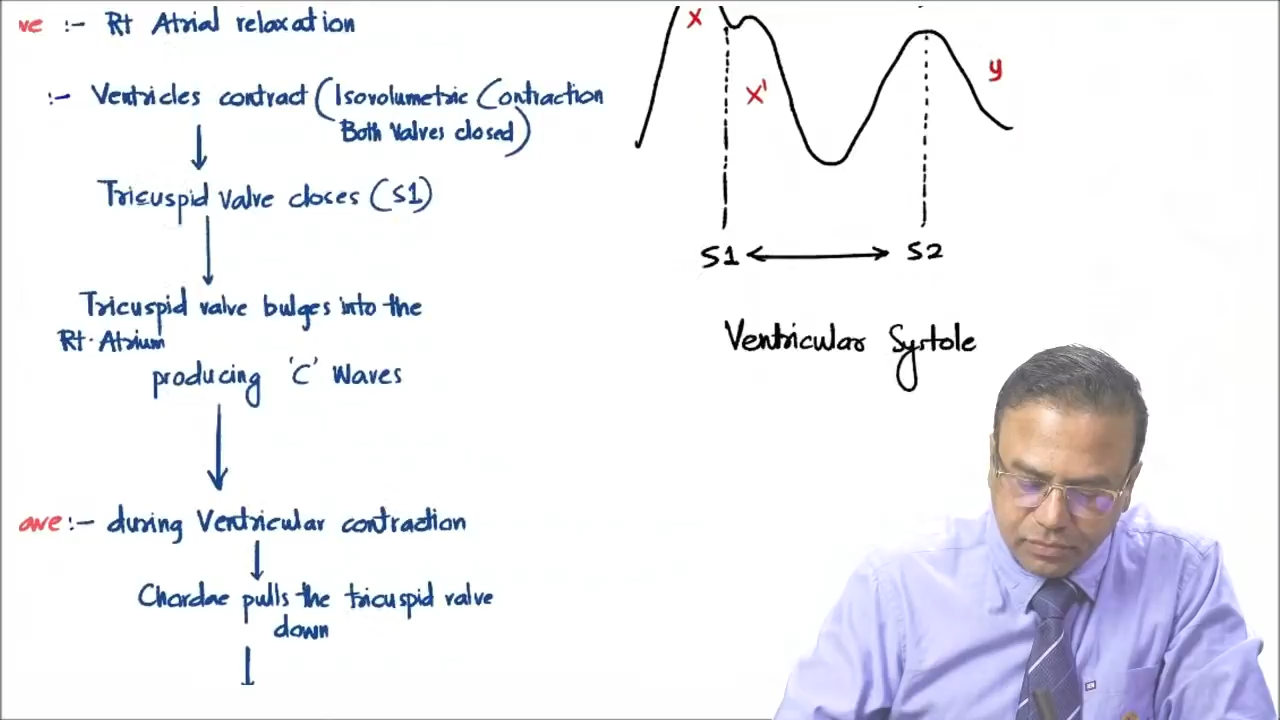 ve :- Rt Atrial relaxation
:- Ventricles contract (Isovolumetric Contraction
Both Valves closed)
Tricuspid Valve closes (S1)
Tricuspid valve bulges into the
Rt. Atrium
producing 'C' Waves
ave :- during Ventricular contraction
Chordae pulls the tricuspid valve
down
x
x'
y
S1 S2
Ventricular Systole